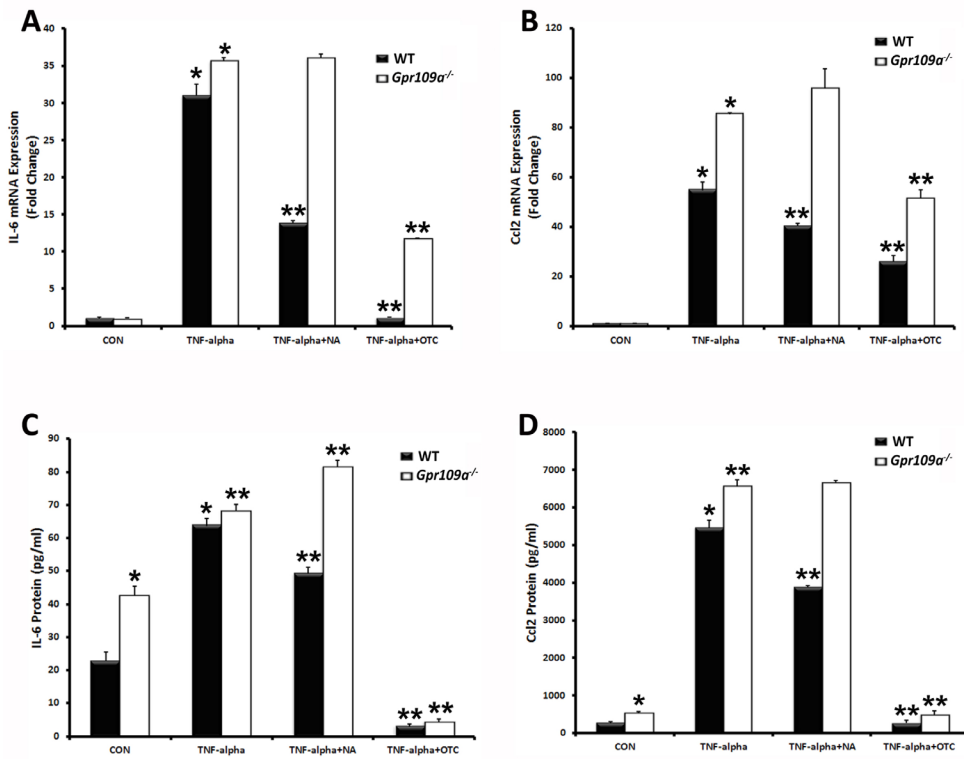 A
IL-6 mRNA Expression
(Fold Change)
40
35
30
25
20
15
10
5
0
* * ** ** **
WT
Gpr109a-/-
CON TNF-alpha TNF-alpha+NA TNF-alpha+OTC
B
Ccl2 mRNA Expression
(Fold Change)
120
100
80
60
40
20
0
* * ** ** **
WT
Gpr109a-/-
CON TNF-alpha TNF-alpha+NA TNF-alpha+OTC
C
IL-6 Protein (pg/ml)
90
80
70
60
50
40
30
20
10
0
* * ** ** ** ** **
WT
Gpr109a-/-
CON TNF-alpha TNF-alpha+NA TNF-alpha+OTC
D
Ccl2 Protein (pg/ml)
8000
7000
6000
5000
4000
3000
2000
1000
0
* * ** ** ** **
WT
Gpr109a-/-
CON TNF-alpha TNF-alpha+NA TNF-alpha+OTC